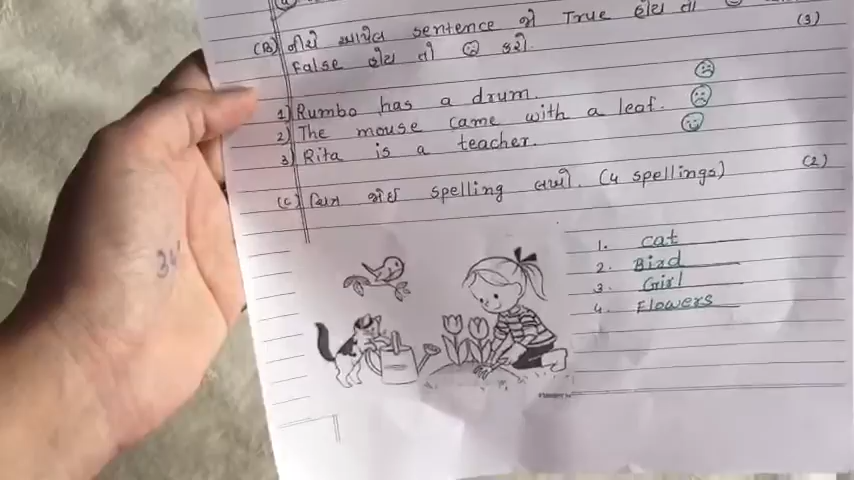 (B) નીચે આપેલ sentence જો True હોય તો 😊
False હોય તો ☹ કરો. (3)
1) Rumbo has a drum. ☹
2) The mouse came with a leaf. ☹
3) Rita is a teacher. 😊
(C) ચિત્ર જોઈ spelling લખો. (4 spellings) (2)
1. cat
2. Bird
3. Girl
4. Flowers
34